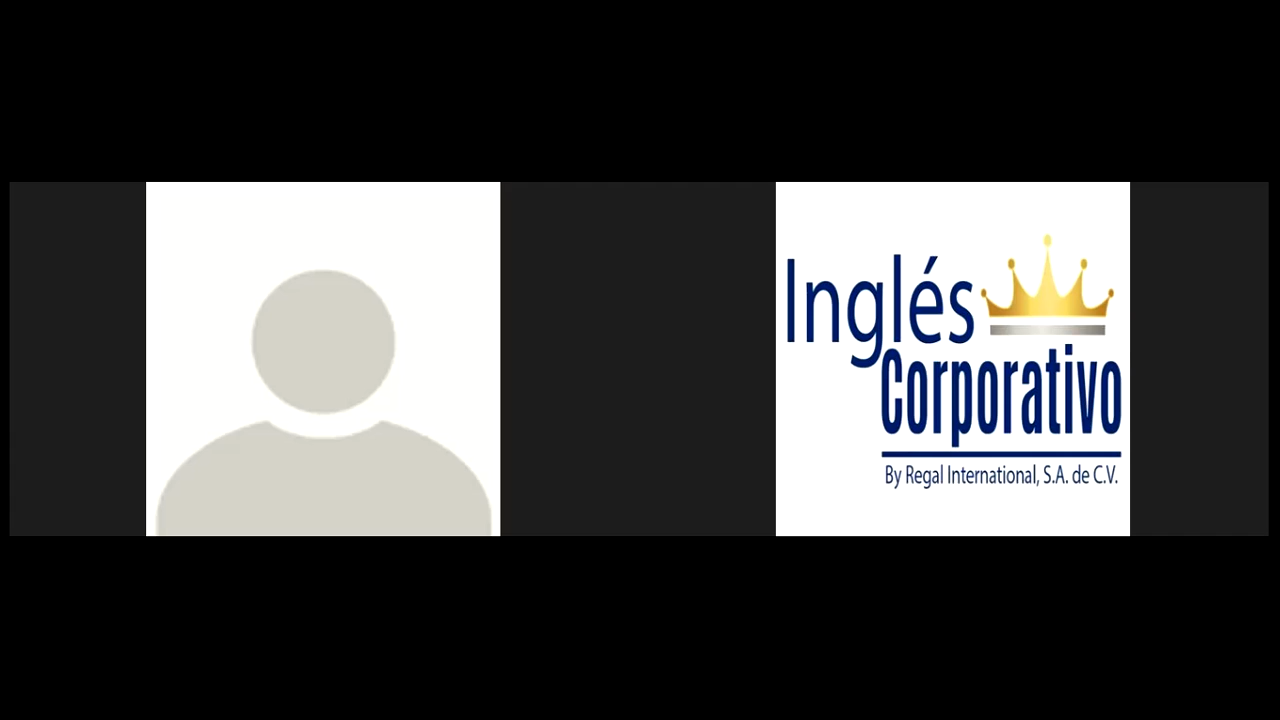 Inglés
Corporativo
By Regal International, S.A. de C.V.